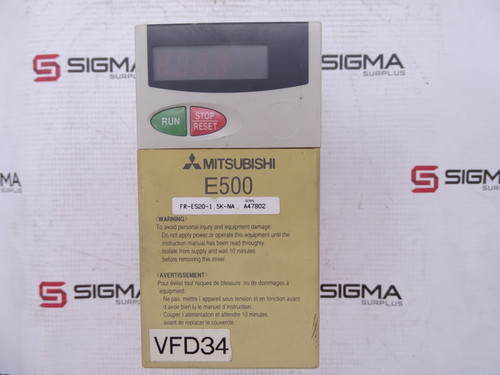 SIGMA
SURPLUS
SIGMA
SURPLUS
RUN
STOP
RESET
MITSUBISHI
E500
SERIAL
FR-E520-1.5K-NA A47802
(WARNING)
To avoid personal injury and equipment damage:
Do not apply power or operate this equipment until the
instruction manual has been read throughly.
Isolate from supply and wait 10 minutes
before removing this cover.
SIGMA
SURPLUS
SIGMA
SURPLUS
(AVERTISSEMENT)
Pour éviter tout risques de blessure ou de dommages à
équipement:
Ne pas mettre l'appareil sous tension et en fonction avant
d'avoir bien lu le manuel d'instruction.
Couper l'alimentation et attendre 10 minutes
avant de replacer le couvercle.
SIGMA
SURPLUS
SIGMA
SURPLUS
VFD34